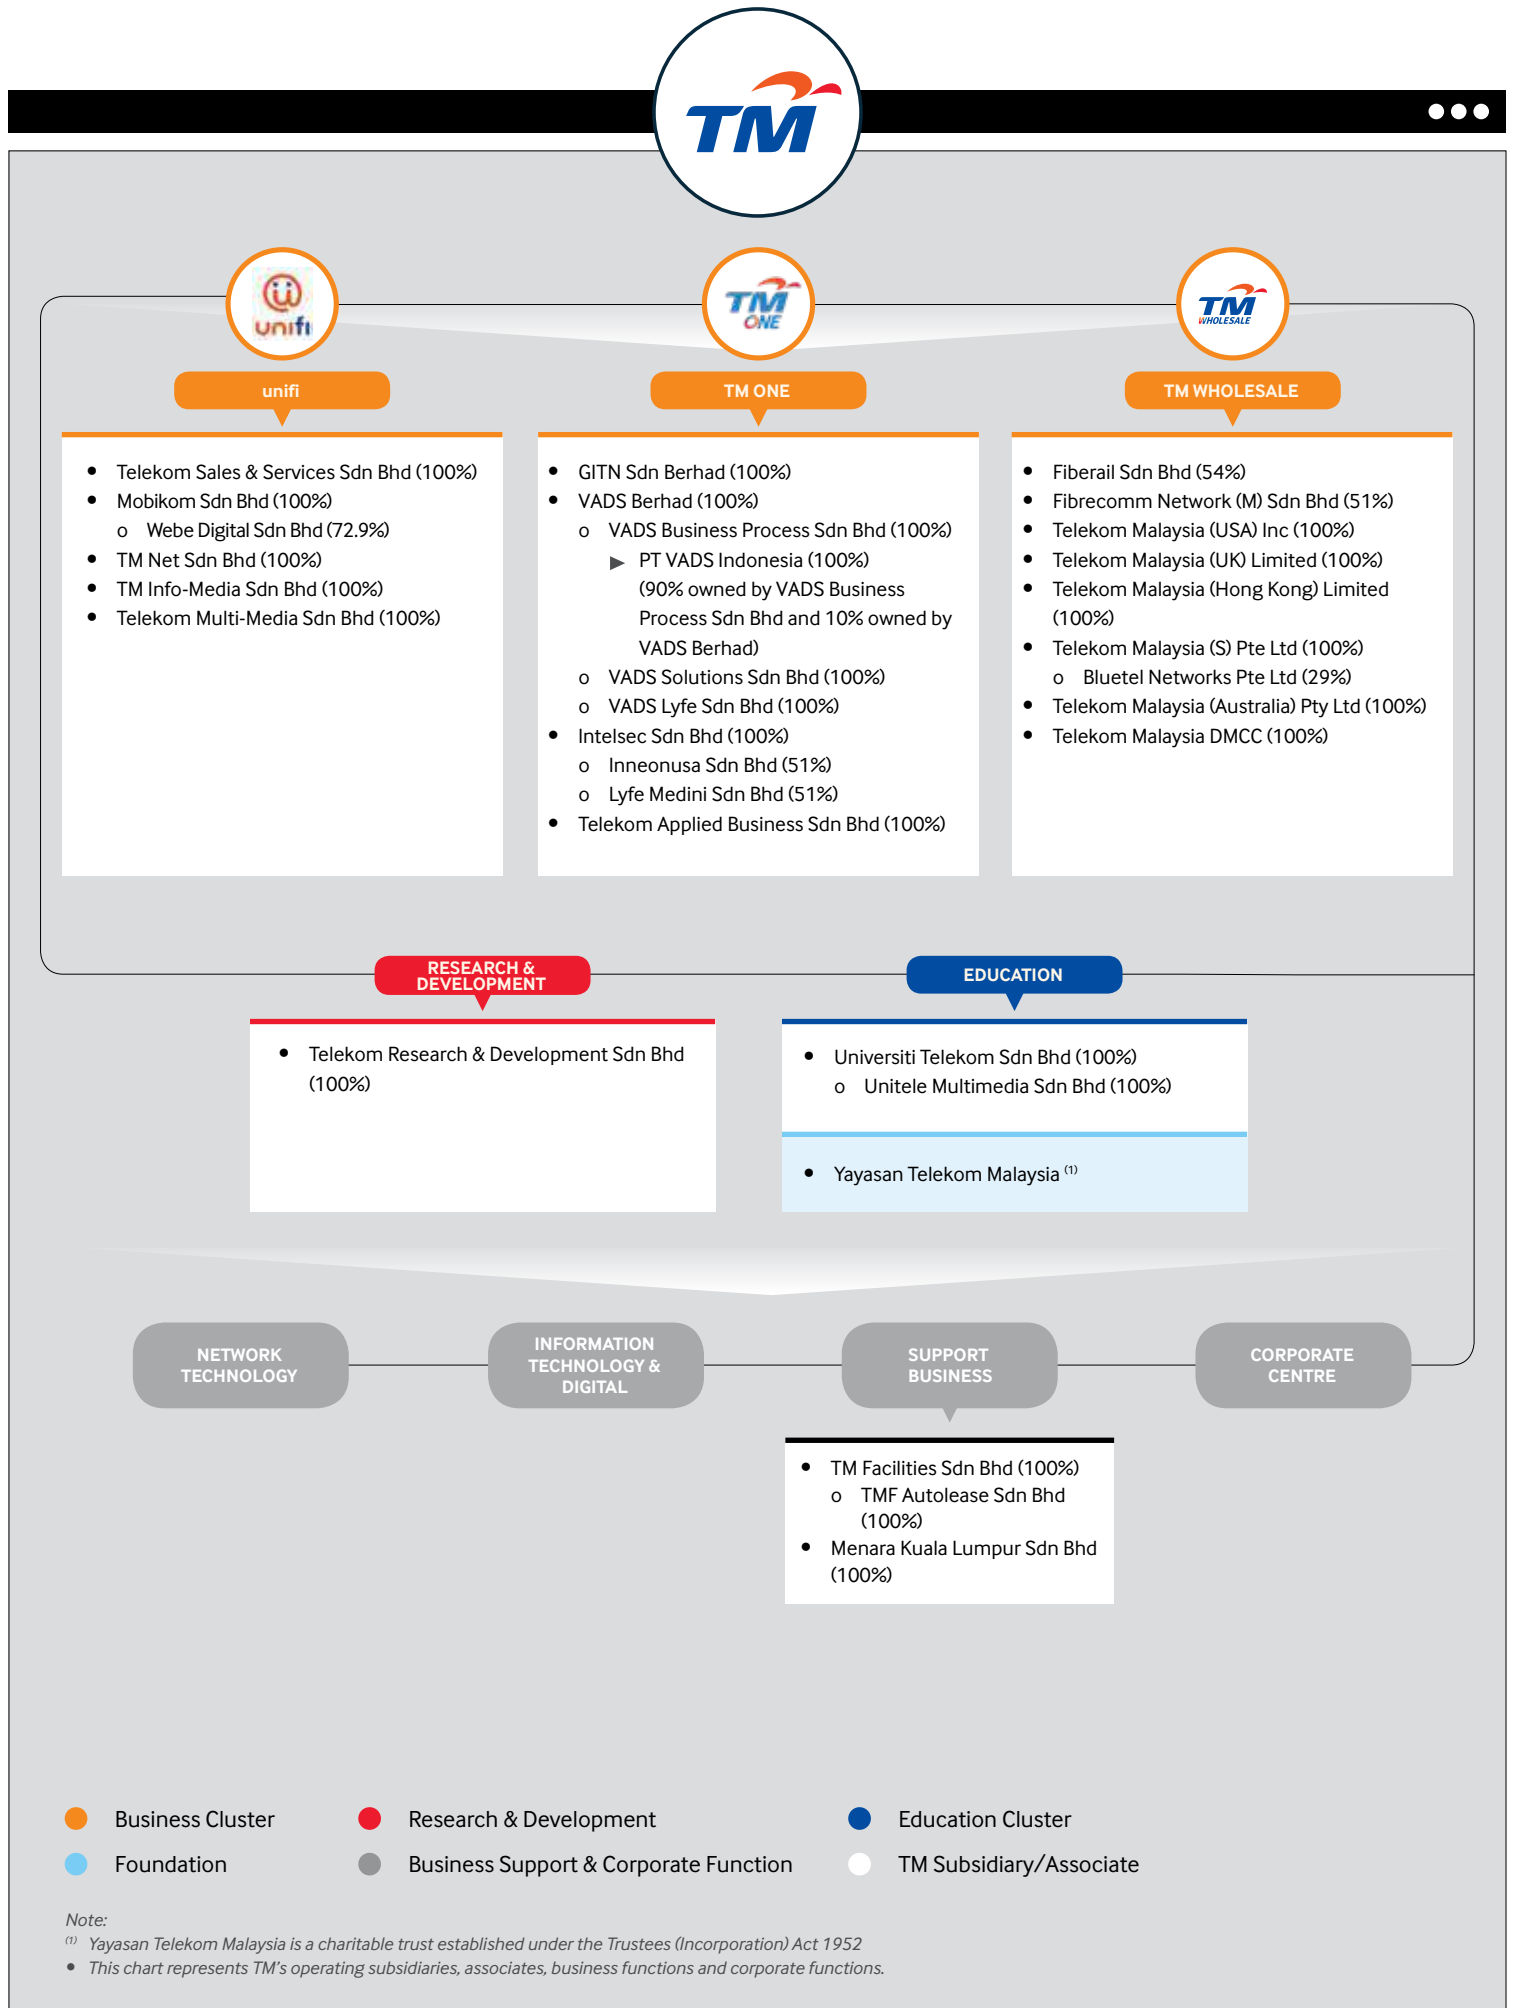 TM
unifi
TM
ONE
TM
WHOLESALE
unifi
• Telekom Sales & Services Sdn Bhd (100%)
• Mobikom Sdn Bhd (100%)
o Webe Digital Sdn Bhd (72.9%)
• TM Net Sdn Bhd (100%)
• TM Info-Media Sdn Bhd (100%)
• Telekom Multi-Media Sdn Bhd (100%)
TM ONE
• GITN Sdn Berhad (100%)
• VADS Berhad (100%)
o VADS Business Process Sdn Bhd (100%)
► PT VADS Indonesia (100%)
(90% owned by VADS Business
Process Sdn Bhd and 10% owned by
VADS Berhad)
o VADS Solutions Sdn Bhd (100%)
o VADS Lyfe Sdn Bhd (100%)
• Intelsec Sdn Bhd (100%)
o Inneonusa Sdn Bhd (51%)
o Lyfe Medini Sdn Bhd (51%)
• Telekom Applied Business Sdn Bhd (100%)
TM WHOLESALE
• Fiberail Sdn Bhd (54%)
• Fibrecomm Network (M) Sdn Bhd (51%)
• Telekom Malaysia (USA) Inc (100%)
• Telekom Malaysia (UK) Limited (100%)
• Telekom Malaysia (Hong Kong) Limited
(100%)
• Telekom Malaysia (S) Pte Ltd (100%)
o Bluetel Networks Pte Ltd (29%)
• Telekom Malaysia (Australia) Pty Ltd (100%)
• Telekom Malaysia DMCC (100%)
RESEARCH &
DEVELOPMENT
• Telekom Research & Development Sdn Bhd
(100%)
EDUCATION
• Universiti Telekom Sdn Bhd (100%)
o Unitele Multimedia Sdn Bhd (100%)
• Yayasan Telekom Malaysia (1)
NETWORK
TECHNOLOGY
INFORMATION
TECHNOLOGY &
DIGITAL
SUPPORT
BUSINESS
CORPORATE
CENTRE
• TM Facilities Sdn Bhd (100%)
o TMF Autolease Sdn Bhd
(100%)
• Menara Kuala Lumpur Sdn Bhd
(100%)
Business Cluster
Research & Development
Education Cluster
Foundation
Business Support & Corporate Function
TM Subsidiary/Associate
Note:
(1) Yayasan Telekom Malaysia is a charitable trust established under the Trustees (Incorporation) Act 1952
• This chart represents TM's operating subsidiaries, associates, business functions and corporate functions.